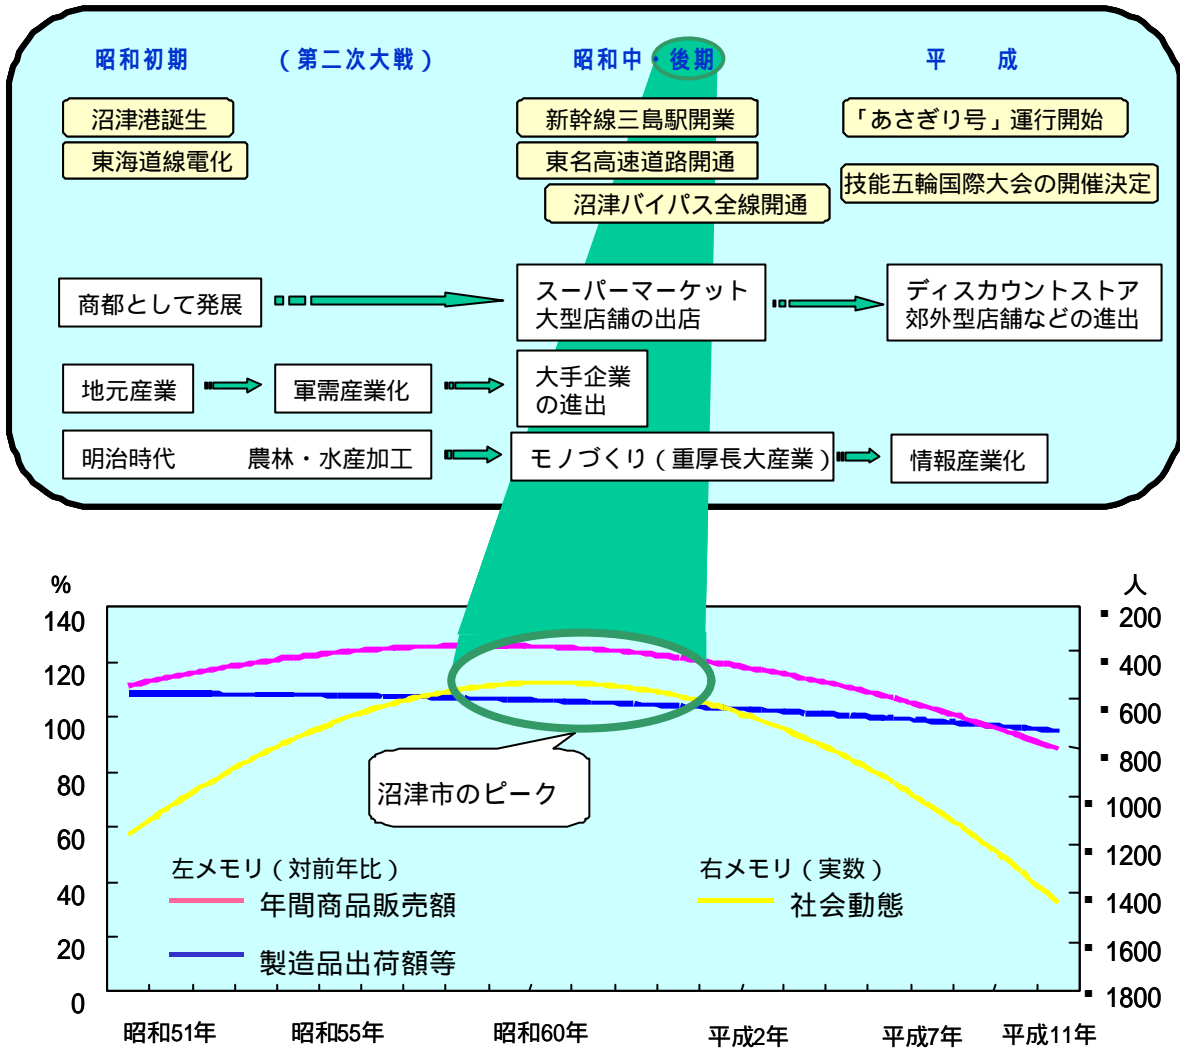 昭和初期 （第二次大戦） 昭和中・後期 平 成
沼津港誕生 新幹線三島駅開業 「あさぎり号」運行開始
東海道線電化 東名高速道路開通 技能五輪国際大会の開催決定
沼津バイパス全線開通
商都として発展
スーパーマーケット
大型店舗の出店
ディスカウントストア
郊外型店舗などの進出
地元産業 軍需産業化
大手企業
の進出
明治時代 農林・水産加工 モノづくり（重厚長大産業） 情報産業化
% 人
140
120
100
80
60
40
20
0
▪ 200
▪ 400
▪ 600
▪ 800
▪ 1000
▪ 1200
▪ 1400
▪ 1600
▪ 1800
沼津市のピーク
左メモリ（対前年比）
年間商品販売額
製造品出荷額等
右メモリ（実数）
社会動態
昭和51年 昭和55年 昭和60年 平成2年 平成7年 平成11年